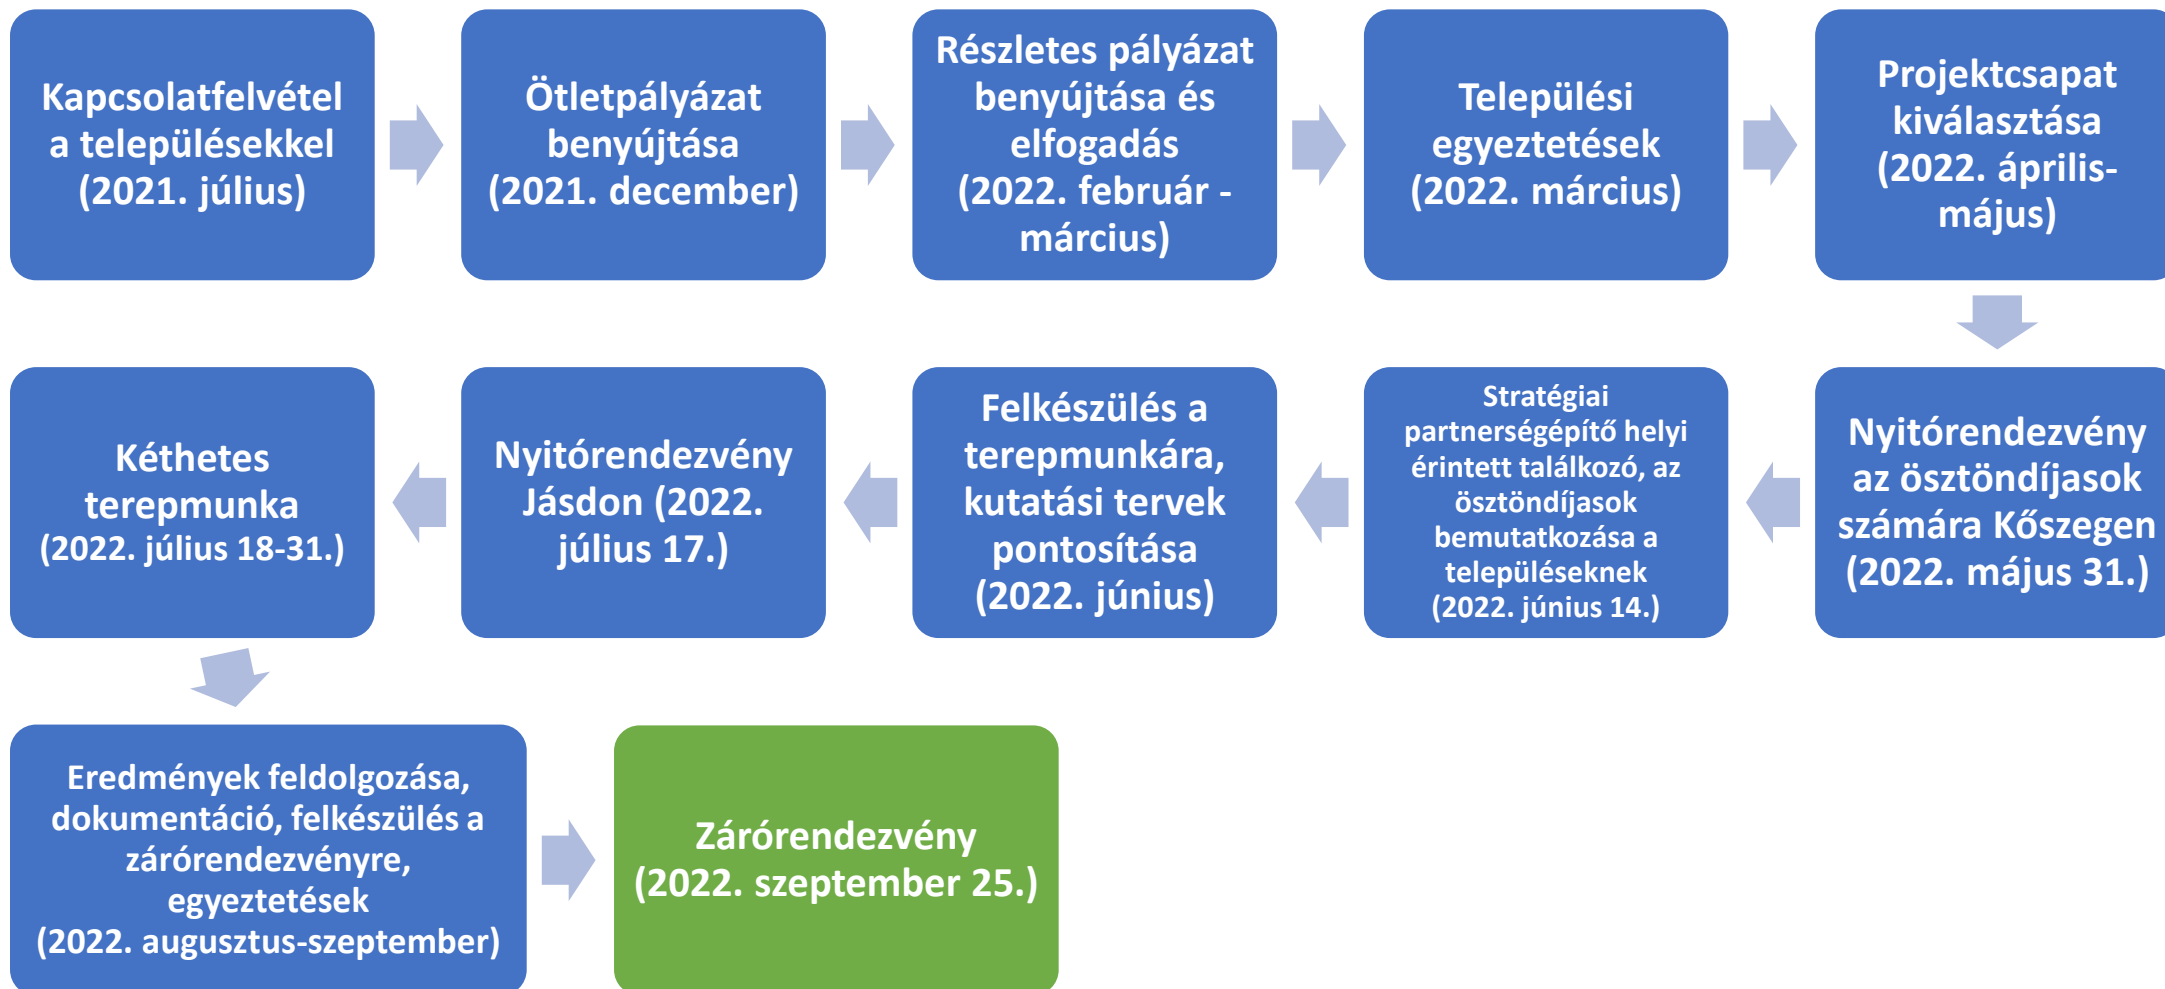 Kapcsolatfelvétel
a településekkel
(2021. július)
Ötletpályázat
benyújtása
(2021. december)
Részletes pályázat
benyújtása és
elfogadás
(2022. február -
március)
Települési
egyeztetések
(2022. március)
Projektcsapat
kiválasztása
(2022. április-
május)
Nyitórendezvény
az ösztöndíjasok
számára Kőszegen
(2022. május 31.)
Stratégiai
partnerségépítő helyi
érintett találkozó, az
ösztöndíjasok
bemutatkozása a
településeknek
(2022. június 14.)
Felkészülés a
terepmunkára,
kutatási tervek
pontosítása
(2022. június)
Nyitórendezvény
Jásdon (2022.
július 17.)
Kéthetes
terepmunka
(2022. július 18-31.)
Eredmények feldolgozása,
dokumentáció, felkészülés a
zárórendezvényre,
egyeztetések
(2022. augusztus-szeptember)
Zárórendezvény
(2022. szeptember 25.)